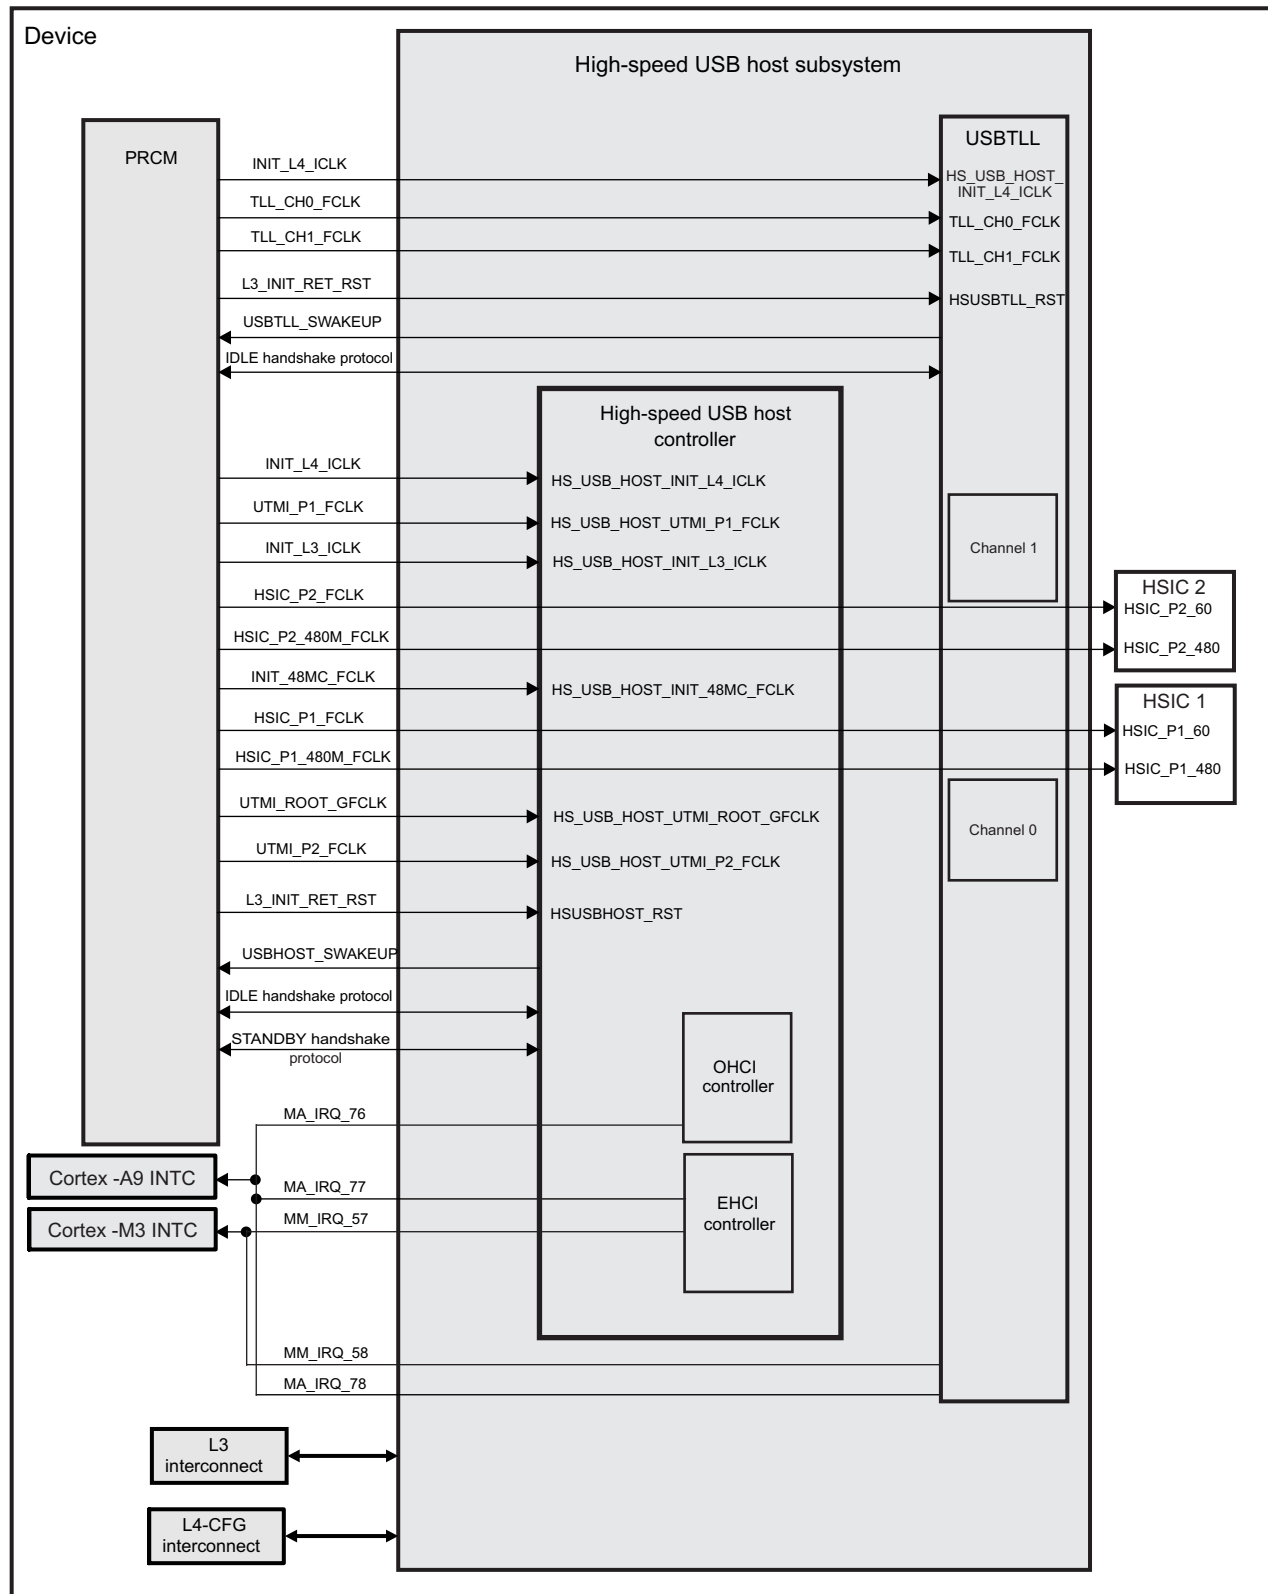 Device
High-speed USB host subsystem
PRCM
USBTLL
INIT_L4_ICLK
HS_USB_HOST_
INIT_L4_ICLK
TLL_CH0_FCLK
TLL_CH0_FCLK
TLL_CH1_FCLK
TLL_CH1_FCLK
L3_INIT_RET_RST
HSUSBTLL_RST
USBTLL_SWAKEUP
IDLE handshake protocol
High-speed USB host
controller
INIT_L4_ICLK
HS_USB_HOST_INIT_L4_ICLK
UTMI_P1_FCLK
HS_USB_HOST_UTMI_P1_FCLK
INIT_L3_ICLK
HS_USB_HOST_INIT_L3_ICLK
Channel 1
HSIC_P2_FCLK
HSIC 2
HSIC_P2_60
HSIC_P2_480M_FCLK
HSIC_P2_480
INIT_48MC_FCLK
HS_USB_HOST_INIT_48MC_FCLK
HSIC 1
HSIC_P1_FCLK
HSIC_P1_60
HSIC_P1_480M_FCLK
HSIC_P1_480
UTMI_ROOT_GFCLK
HS_USB_HOST_UTMI_ROOT_GFCLK
Channel 0
UTMI_P2_FCLK
HS_USB_HOST_UTMI_P2_FCLK
L3_INIT_RET_RST
HSUSBHOST_RST
USBHOST_SWAKEUP
IDLE handshake protocol
STANDBY handshake
protocol
OHCI
controller
MA_IRQ_76
Cortex -A9 INTC
MA_IRQ_77
EHCI
controller
Cortex -M3 INTC
MM_IRQ_57
MM_IRQ_58
MA_IRQ_78
L3
interconnect
L4-CFG
interconnect